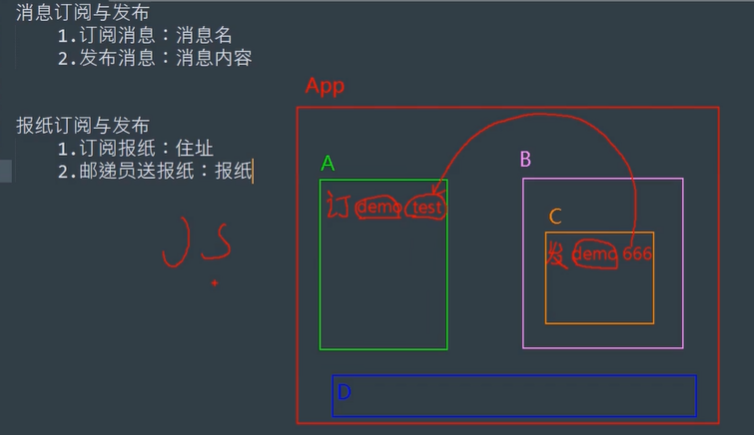 消息订阅与发布
1.订阅消息：消息名
2.发布消息：消息内容
报纸订阅与发布
1.订阅报纸：住址
2.邮递员送报纸：报纸
JS
App
A
订 demo test
B
C
发 demo 666
D